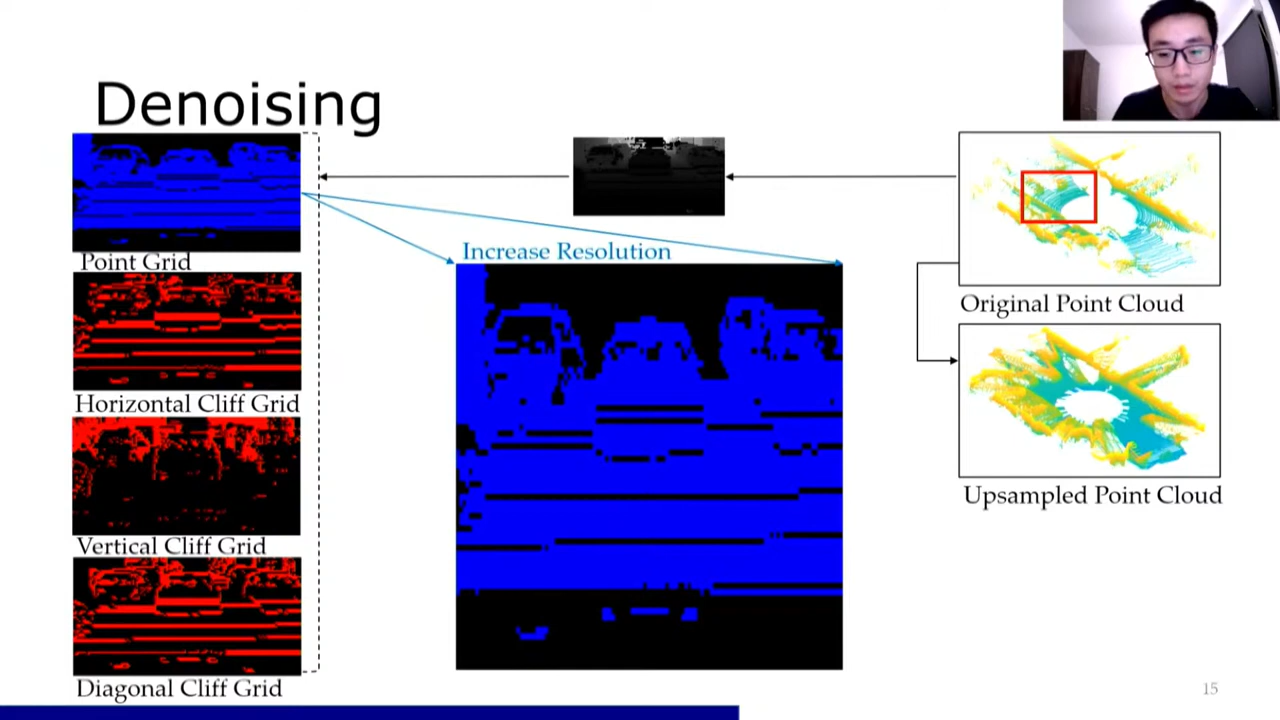 Denoising
Point Grid
Horizontal Cliff Grid
Vertical Cliff Grid
Diagonal Cliff Grid
Increase Resolution
Original Point Cloud
Upsampled Point Cloud
15